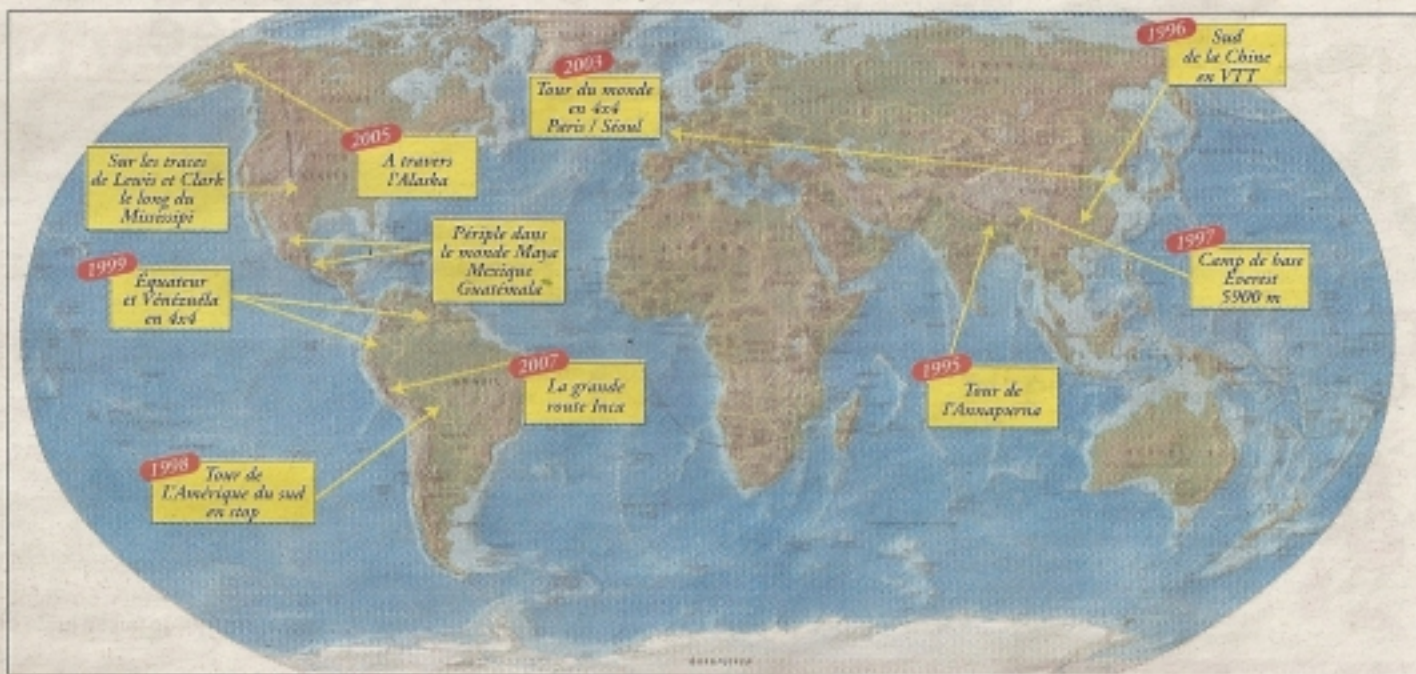 1996
Sud
de la Chine
en VTT
2003
Tour du monde
en 4x4
Paris / Séoul
2005
A travers
l'Alaska
Sur les traces
de Lewis et Clark
le long du
Missisipi
Périple dans
le monde Maya
Mexique
Guatémala
1999
Équateur
et Vénézuéla
en 4x4
1997
Camp de base
Everest
5900 m
2007
La grande
route Inca
1995
Tour de
l'Annapurna
1998
Tour de
L'Amérique du sud
en stop